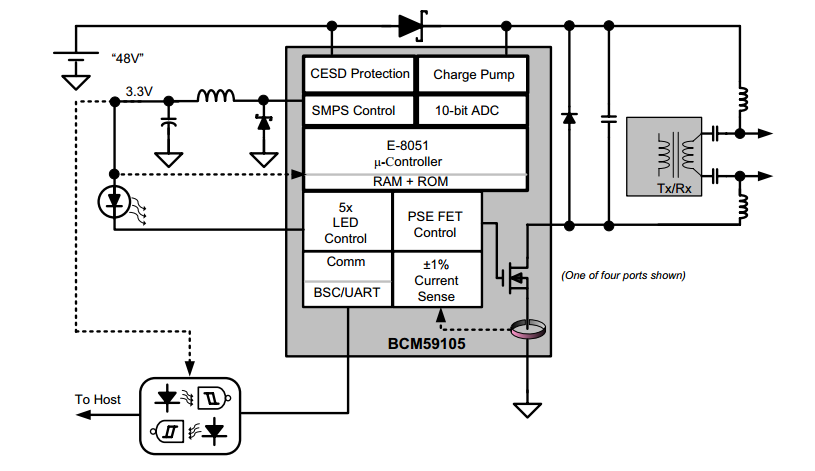 “48V”
3.3V
CESD Protection
Charge Pump
SMPS Control
10-bit ADC
E-8051
μ-Controller
RAM + ROM
5x
LED
Control
PSE FET
Control
Comm
BSC/UART
±1%
Current
Sense
BCM59105
Tx/Rx
(One of four ports shown)
To Host